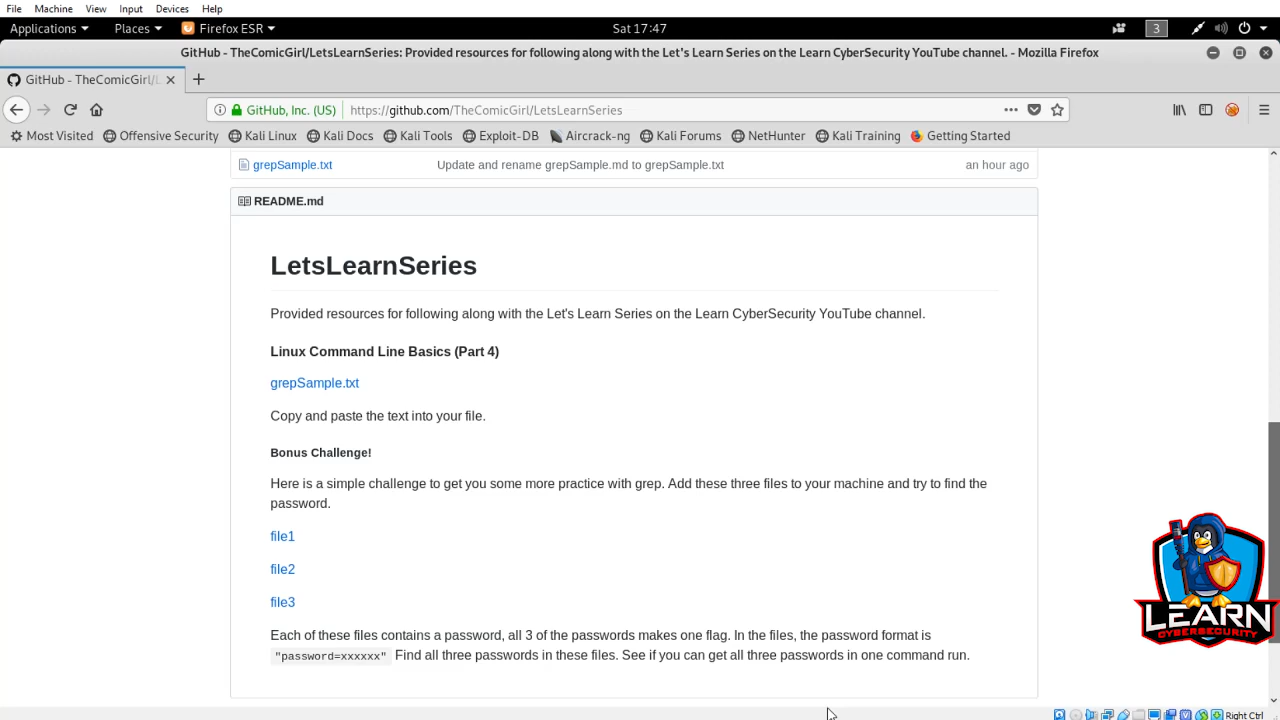 File Machine View Input Devices Help
Applications Places Firefox ESR Sat 17:47 3
GitHub - TheComicGirl/LetsLearnSeries: Provided resources for following along with the Let's Learn Series on the Learn CyberSecurity YouTube channel. - Mozilla Firefox
GitHub - TheComicGirl/L
GitHub, Inc. (US) https://github.com/TheComicGirl/LetsLearnSeries
Most Visited Offensive Security Kali Linux Kali Docs Kali Tools Exploit-DB Aircrack-ng Kali Forums NetHunter Kali Training Getting Started
grepSample.txt Update and rename grepSample.md to grepSample.txt an hour ago
README.md
LetsLearnSeries
Provided resources for following along with the Let's Learn Series on the Learn CyberSecurity YouTube channel.
Linux Command Line Basics (Part 4)
grepSample.txt
Copy and paste the text into your file.
Bonus Challenge!
Here is a simple challenge to get you some more practice with grep. Add these three files to your machine and try to find the
password.
file1
file2
file3
Each of these files contains a password, all 3 of the passwords makes one flag. In the files, the password format is
"password=xxxxxx" Find all three passwords in these files. See if you can get all three passwords in one command run.
LEARN
CYBERSECURITY
Right Ctrl